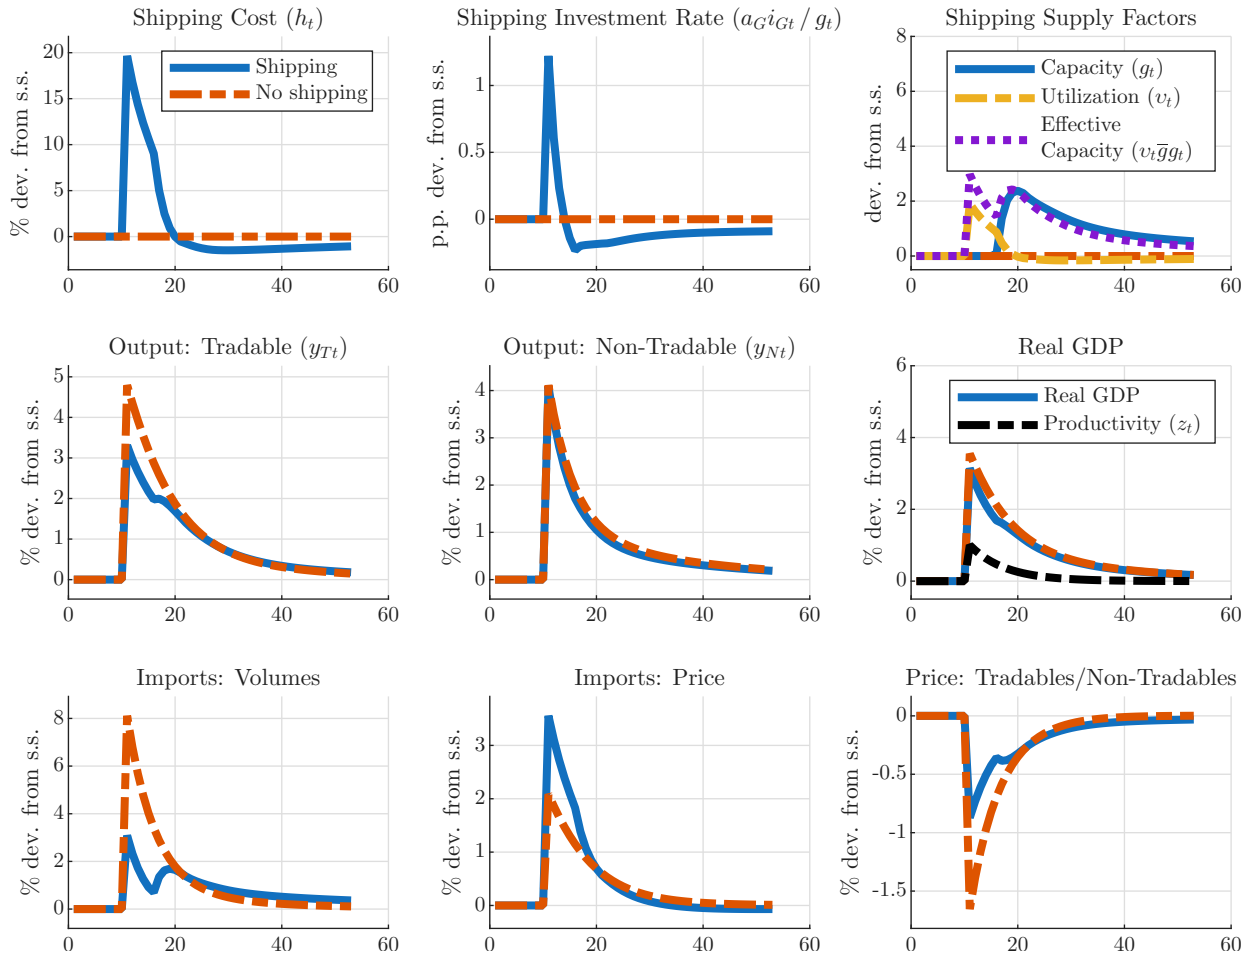 Shipping Cost (h_t)
% dev. from s.s.
20
15
10
5
0
0 20 40 60
Shipping
No shipping
Shipping Investment Rate (a_G i_{Gt} / g_t)
p.p. dev. from s.s.
1
0.5
0
0 20 40 60
Shipping Supply Factors
dev. from s.s.
8
6
4
2
0
0 20 40 60
Capacity (g_t)
Utilization (υ_t)
Effective
Capacity (υ_t g̅g_t)
Output: Tradable (y_{Tt})
% dev. from s.s.
5
4
3
2
1
0
0 20 40 60
Output: Non-Tradable (y_{Nt})
% dev. from s.s.
4
3
2
1
0
0 20 40 60
Real GDP
% dev. from s.s.
6
4
2
0
0 20 40 60
Real GDP
Productivity (z_t)
Imports: Volumes
% dev. from s.s.
8
6
4
2
0
0 20 40 60
Imports: Price
% dev. from s.s.
3
2
1
0
0 20 40 60
Price: Tradables/Non-Tradables
% dev. from s.s.
0
-0.5
-1
-1.5
0 20 40 60